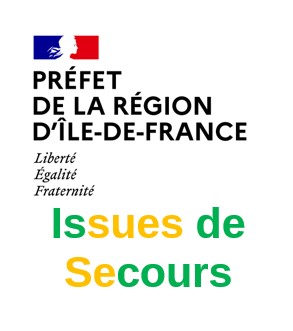 PRÉFET
DE LA RÉGION
D'ÎLE-DE-FRANCE
Liberté
Égalité
Fraternité
Issues de
Secours